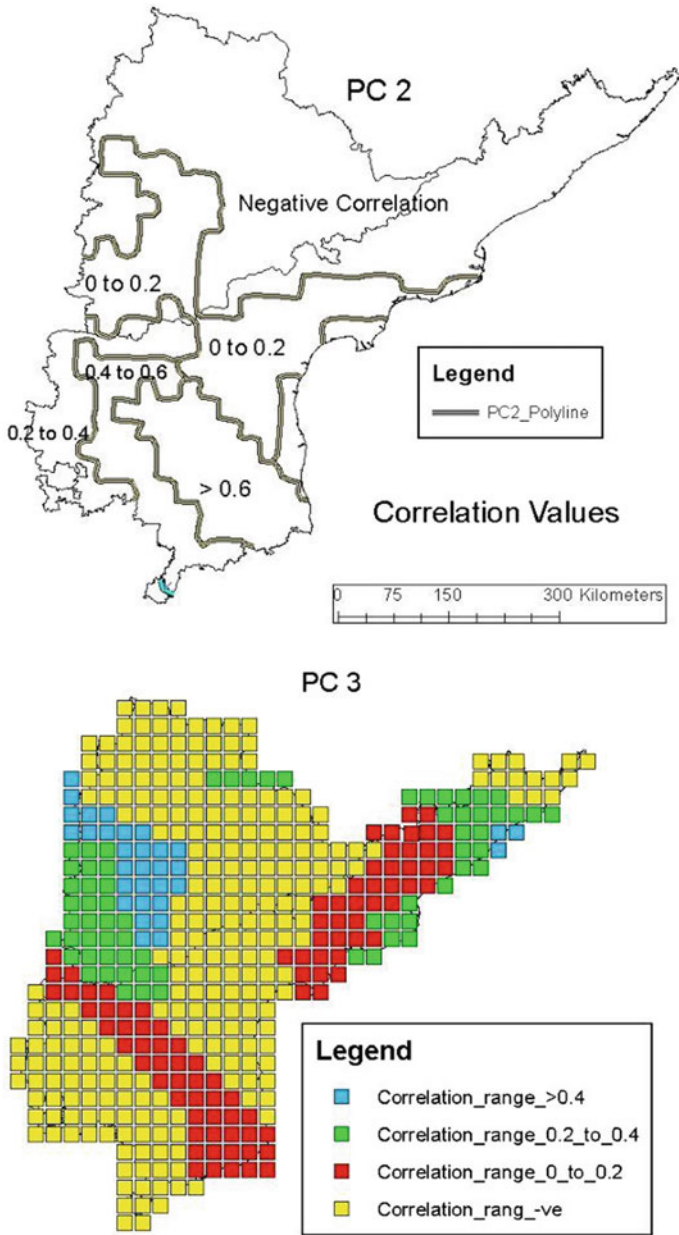 PC 2
Negative Correlation
0 to 0.2
0 to 0.2
0.4 to 0.6
0.2 to 0.4
> 0.6
Legend
PC2_Polyline
Correlation Values
0 75 150 300 Kilometers
PC 3
Legend
Correlation_range_>0.4
Correlation_range_0.2_to_0.4
Correlation_range_0_to_0.2
Correlation_rang_-ve